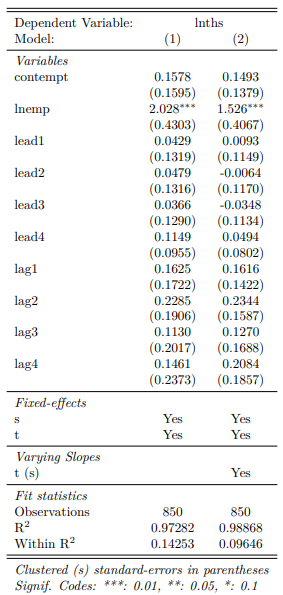 Dependent Variable: lnths
Model: (1) (2)
Variables
contempt 0.1578 0.1493
(0.1595) (0.1379)
lnemp 2.028*** 1.526***
(0.4303) (0.4067)
lead1 0.0429 0.0093
(0.1319) (0.1149)
lead2 0.0479 -0.0064
(0.1316) (0.1170)
lead3 0.0366 -0.0348
(0.1290) (0.1134)
lead4 0.1149 0.0494
(0.0955) (0.0802)
lag1 0.1625 0.1616
(0.1722) (0.1422)
lag2 0.2285 0.2344
(0.1906) (0.1587)
lag3 0.1130 0.1270
(0.2017) (0.1688)
lag4 0.1461 0.2084
(0.2373) (0.1857)
Fixed-effects
s Yes Yes
t Yes Yes
Varying Slopes
t (s) Yes
Fit statistics
Observations 850 850
R² 0.97282 0.98868
Within R² 0.14253 0.09646
Clustered (s) standard-errors in parentheses
Signif. Codes: ***: 0.01, **: 0.05, *: 0.1